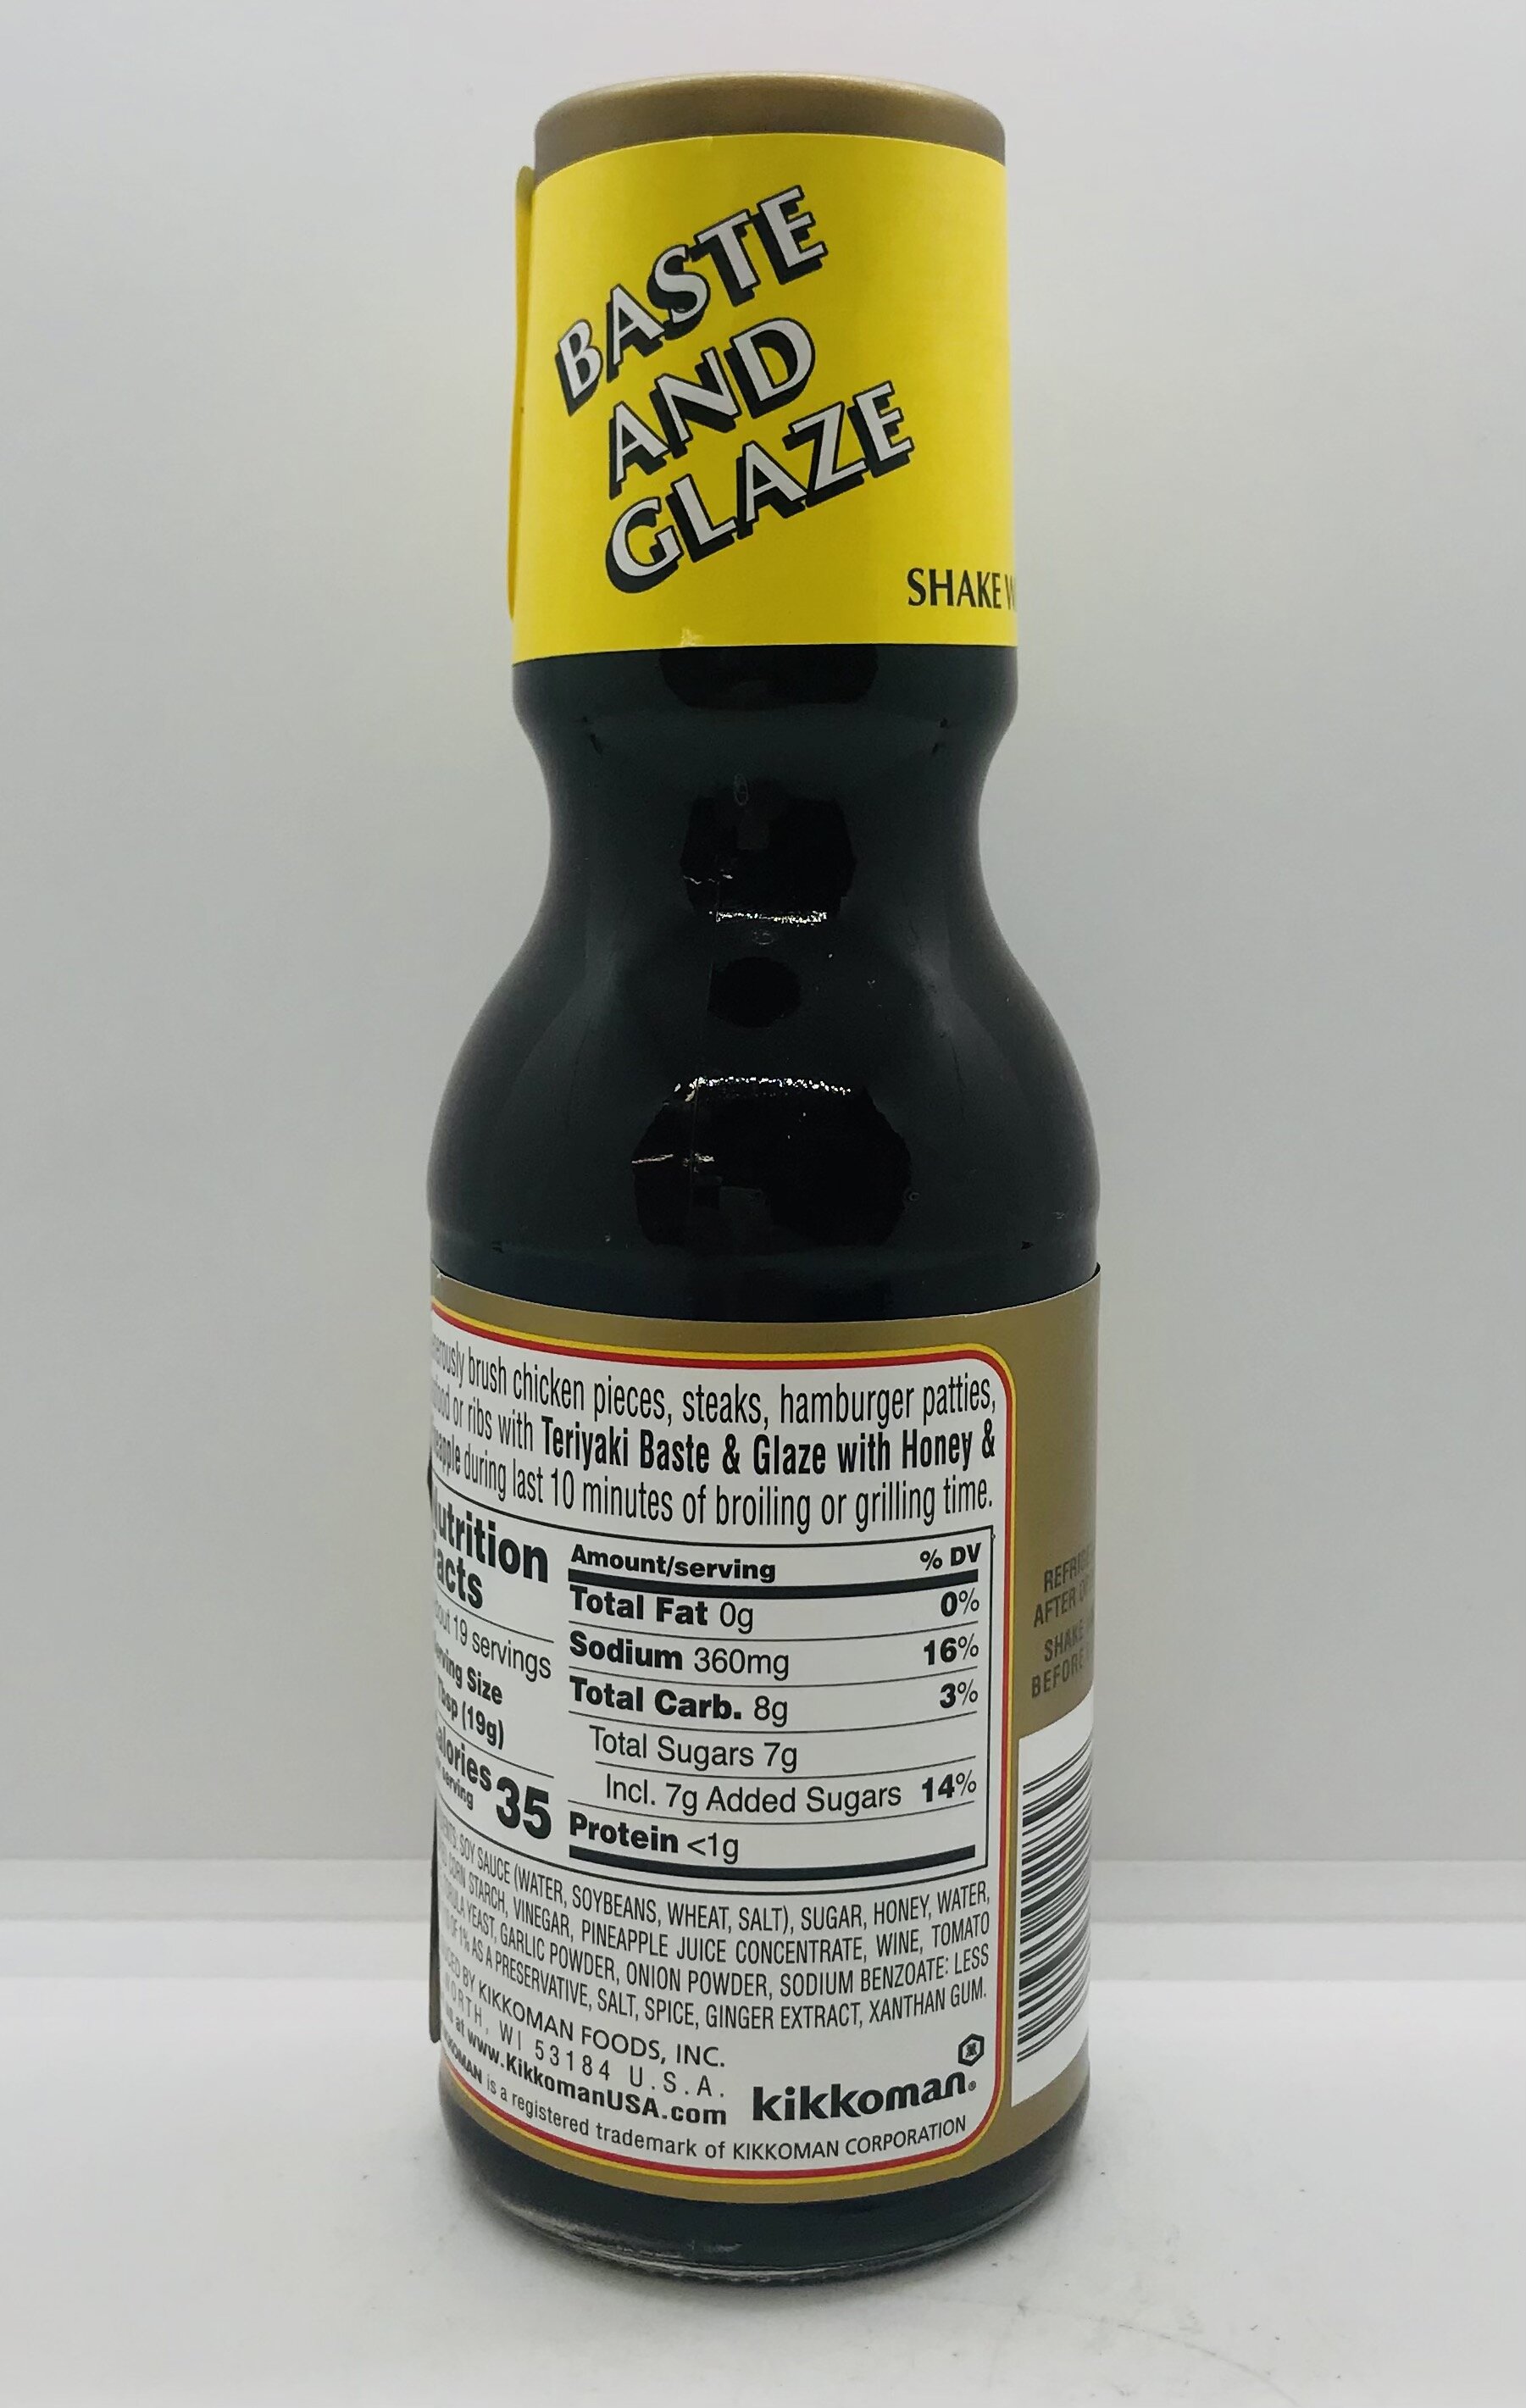 BASTE
AND
GLAZE
SHAKE
brush chicken pieces, steaks, hamburger patties,
or ribs with Teriyaki Baste & Glaze with Honey &
during last 10 minutes of broiling or grilling time.
Nutrition
Facts
19 servings
Serving Size
Tbsp (19g)
Calories 35
serving
Amount/serving % DV
Total Fat 0g 0%
Sodium 360mg 16%
Total Carb. 8g 3%
Total Sugars 7g
Incl. 7g Added Sugars 14%
Protein <1g
SOY SAUCE (WATER, SOYBEANS, WHEAT, SALT), SUGAR, HONEY, WATER,
CORN STARCH, VINEGAR, PINEAPPLE JUICE CONCENTRATE, WINE, TOMATO
YEAST, GARLIC POWDER, ONION POWDER, SODIUM BENZOATE: LESS
OF 1% AS A PRESERVATIVE, SALT, SPICE, GINGER EXTRACT, XANTHAN GUM.
BY KIKKOMAN FOODS, INC.
WI 53184 U.S.A.
at www.KikkomanUSA.com
kikkoman®
KIKKOMAN is a registered trademark of KIKKOMAN CORPORATION
AFTER
SHAKE
BEFORE